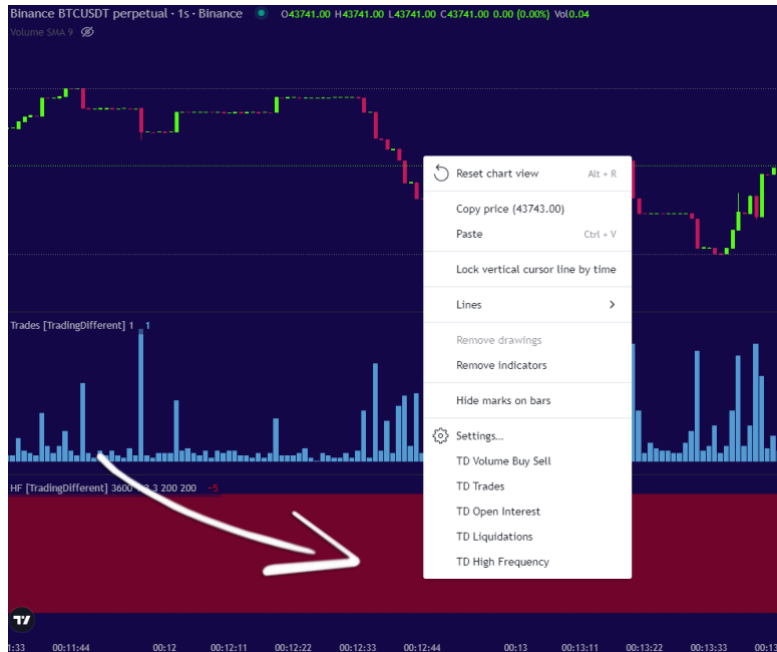 Binance BTCUSDT perpetual · 1s · Binance O43741.00 H43741.00 L43741.00 C43741.00 0.00 (0.00%) Vol0.04
Volume SMA 9
Reset chart view Alt + R
Copy price (43743.00)
Paste Ctrl + V
Lock vertical cursor line by time
Lines
Trades [TradingDifferent] 1 1
Remove drawings
Remove indicators
Hide marks on bars
Settings...
TD Volume Buy Sell
TD Trades
HF [TradingDifferent] 3600 3 200 200 −5
TD Open Interest
TD Liquidations
TD High Frequency
1:33 00:11:44 00:12 00:12:11 00:12:22 00:12:33 00:12:44 00:13 00:13:11 00:13:22 00:13:33